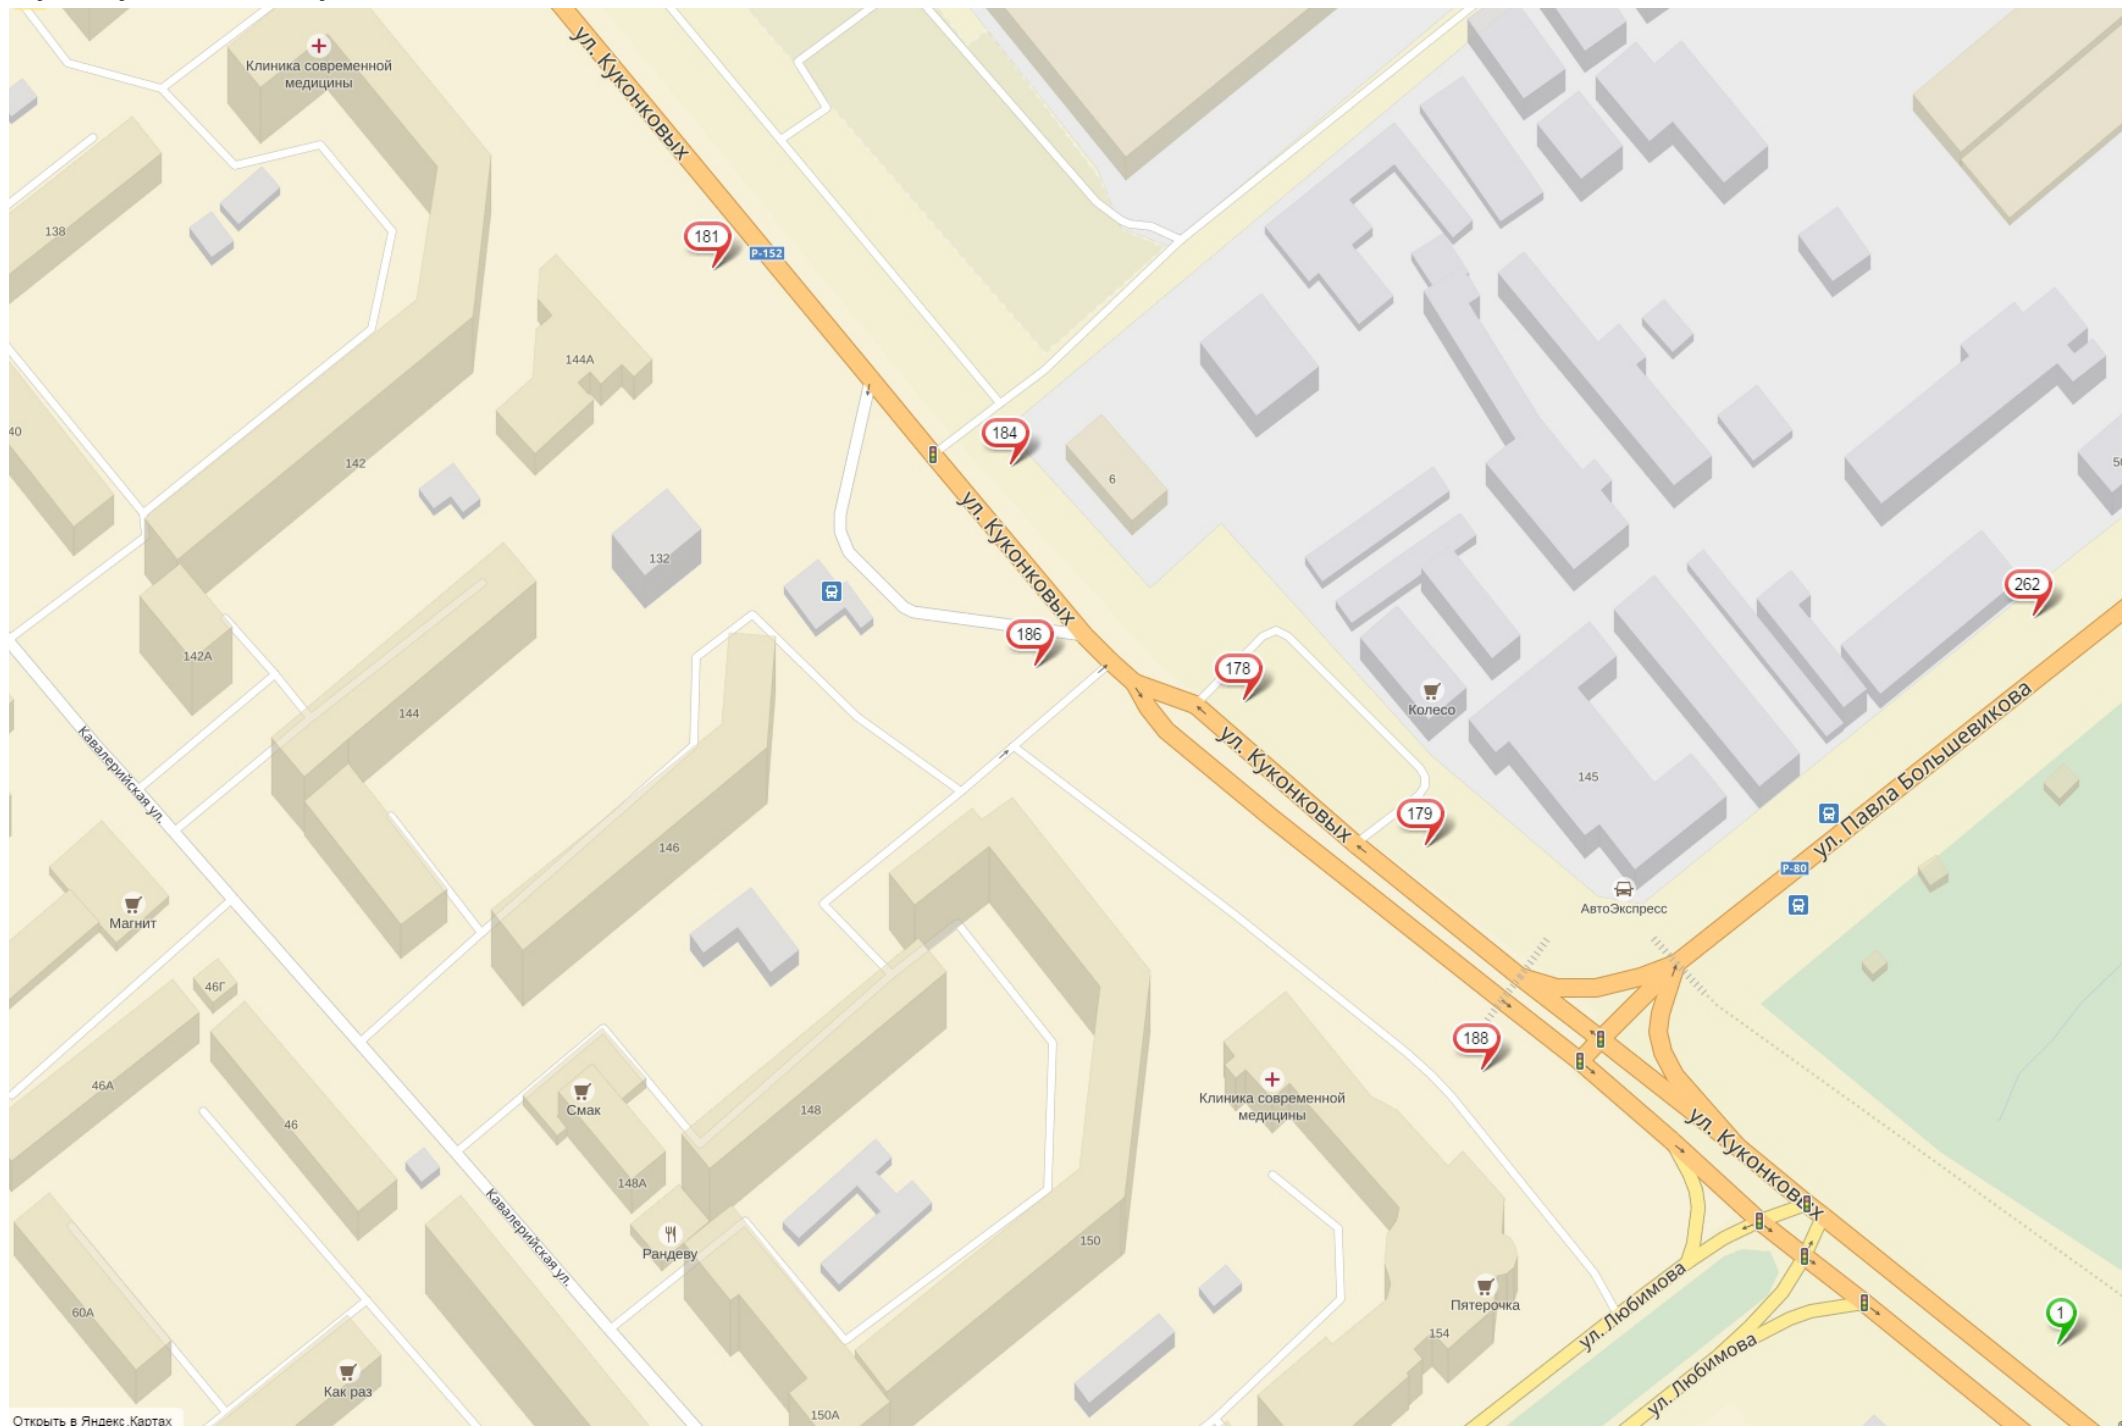 Клиника современной
медицины
ул. Куконковых
138
181
Р-152
144А
184
40
142
6
50
ул. Куконковых
132
262
186
142А
178
144
Колесо
ул. Павла Большевикова
Кавалерийская ул.
ул. Куконковых
145
179
146
Р-80
Магнит
АвтоЭкспресс
46Г
188
46А
Смак
148
Клиника современной
медицины
46
ул. Куконковых
148А
Кавалерийская ул.
Рандеву
150
ул. Любимова
60А
Пятерочка
1
154
ул. Любимова
Как раз
150А
Открыть в Яндекс.Картах